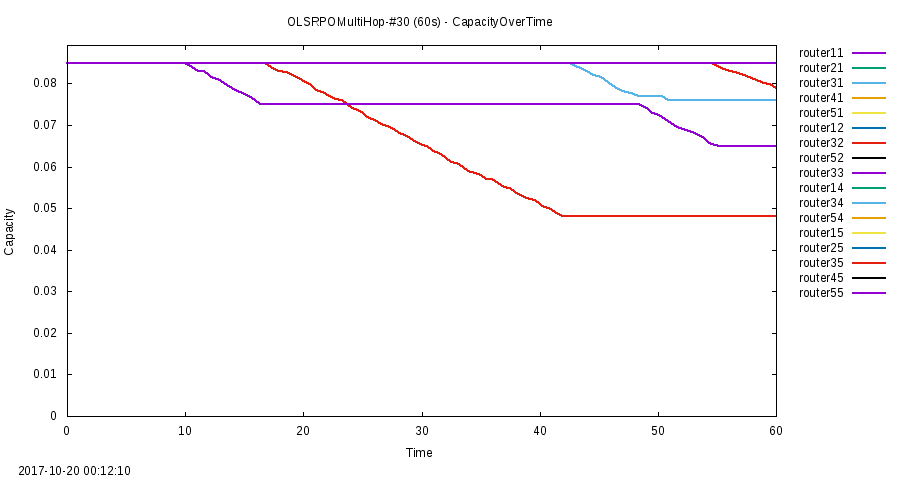 OLSRPOMultiHop-#30 (60s) - CapacityOverTime
router11
router21
router31
router41
router51
router12
router32
router52
router33
router14
router34
router54
router15
router25
router35
router45
router55
Capacity
0.08
0.07
0.06
0.05
0.04
0.03
0.02
0.01
0
0 10 20 30 40 50 60
Time
2017-10-20 00:12:10